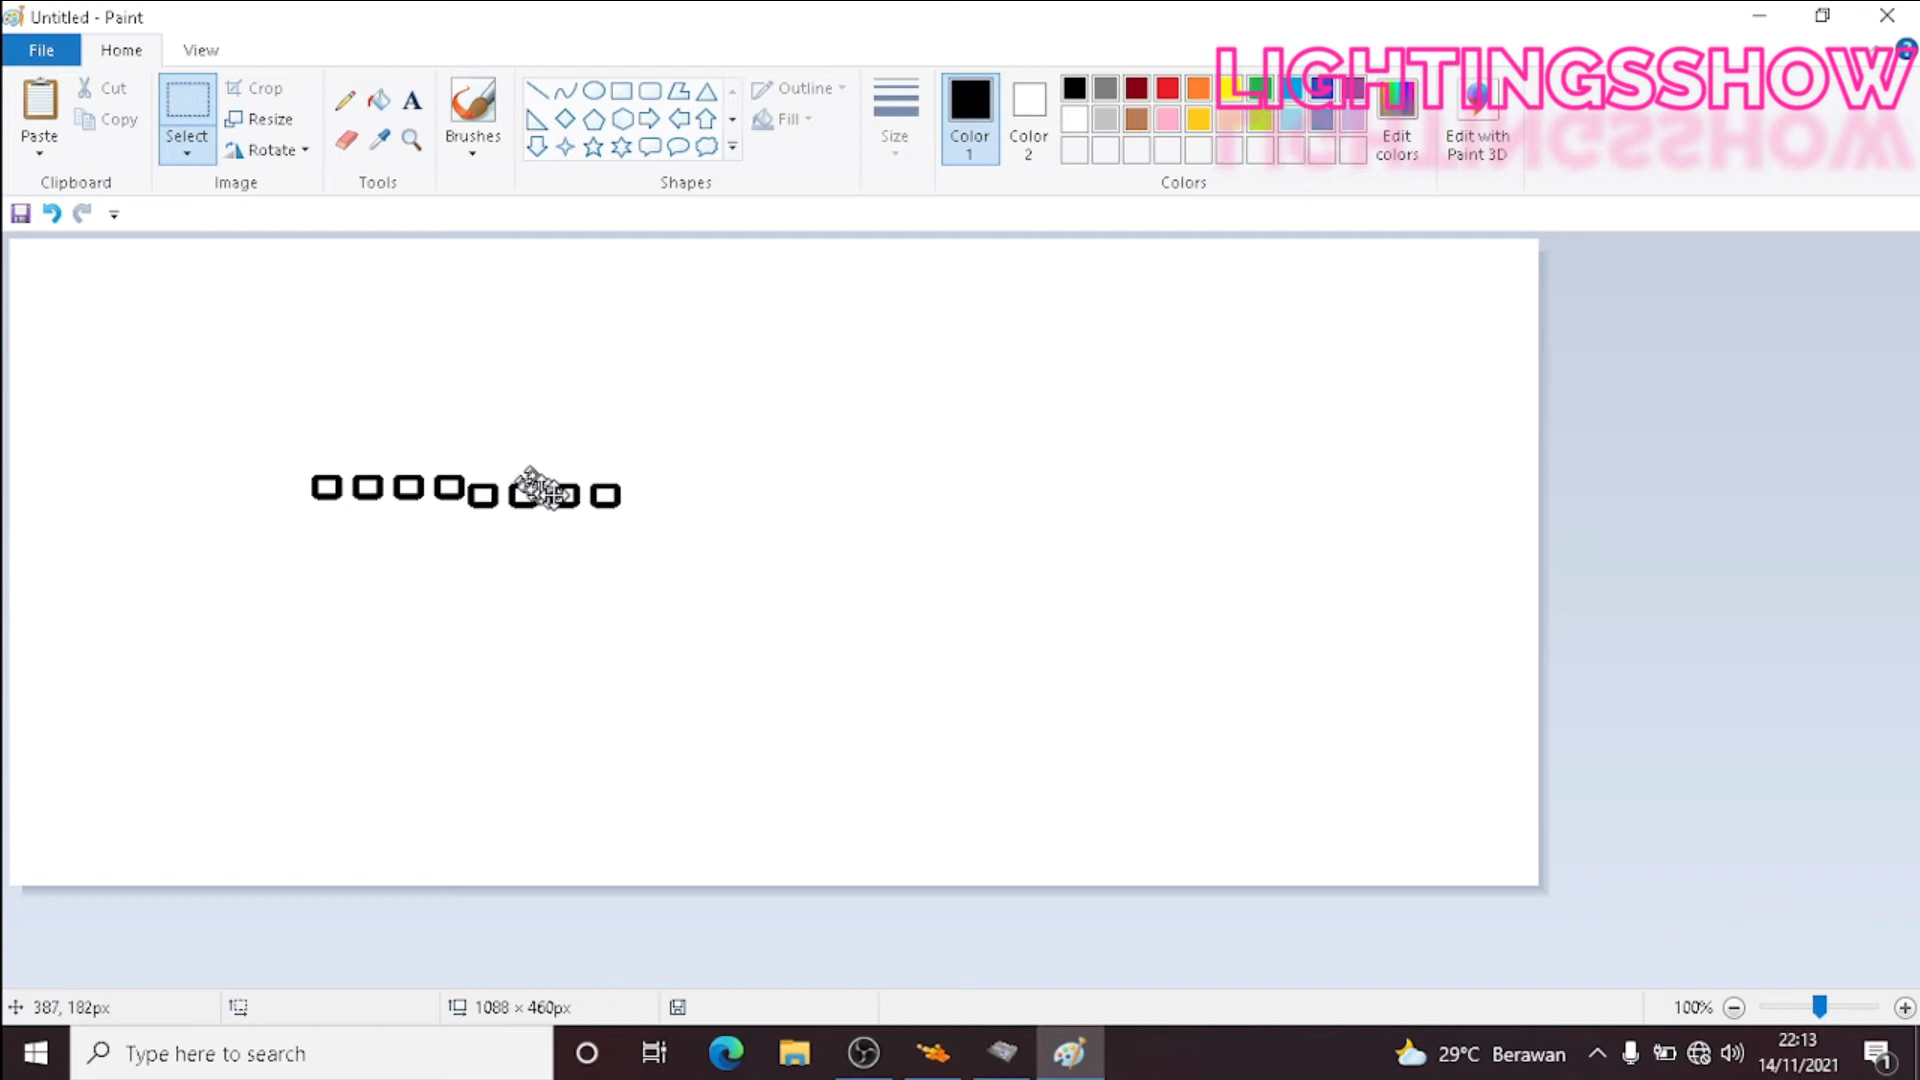 Untitled - Paint
File Home View
LIGHTINGSSHOW
Paste
Cut
Copy
Clipboard
Select
Crop
Resize
Rotate
Image
A
Tools
Brushes
Shapes
Outline
Fill
Size
Color 1
Color 2
Colors
Edit colors
Edit with Paint 3D
387, 182px
1088 × 460px
100%
Type here to search
29°C Berawan
22:13
14/11/2021
1